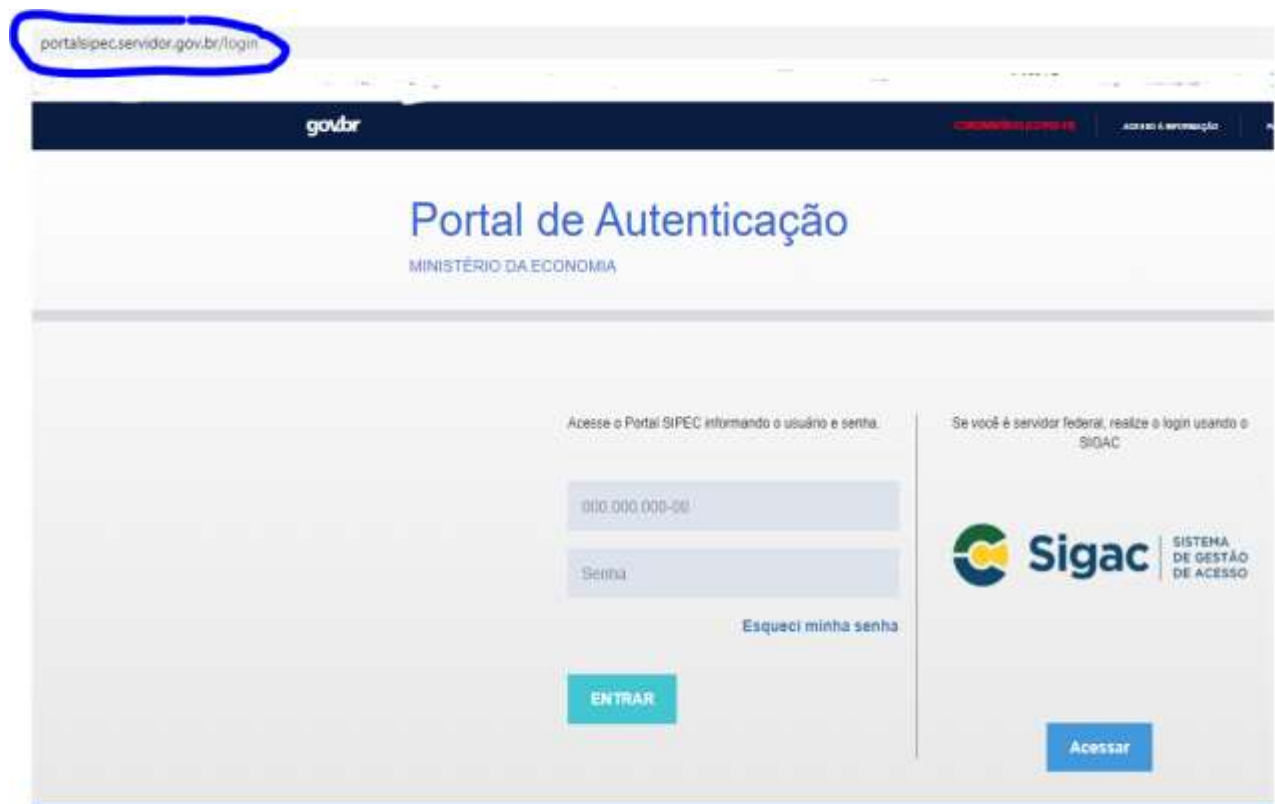 portalsipec.servidor.gov.br/login
gov.br
ACESSO À INFORMAÇÃO
Portal de Autenticação
MINISTÉRIO DA ECONOMIA
Acesse o Portal SIPEC informando o usuário e senha.
000.000.000-00
Senha
Esqueci minha senha
ENTRAR
Se você é servidor federal, realize o login usando o
SIGAC
Sigac
SISTEMA
DE GESTÃO
DE ACESSO
Acessar